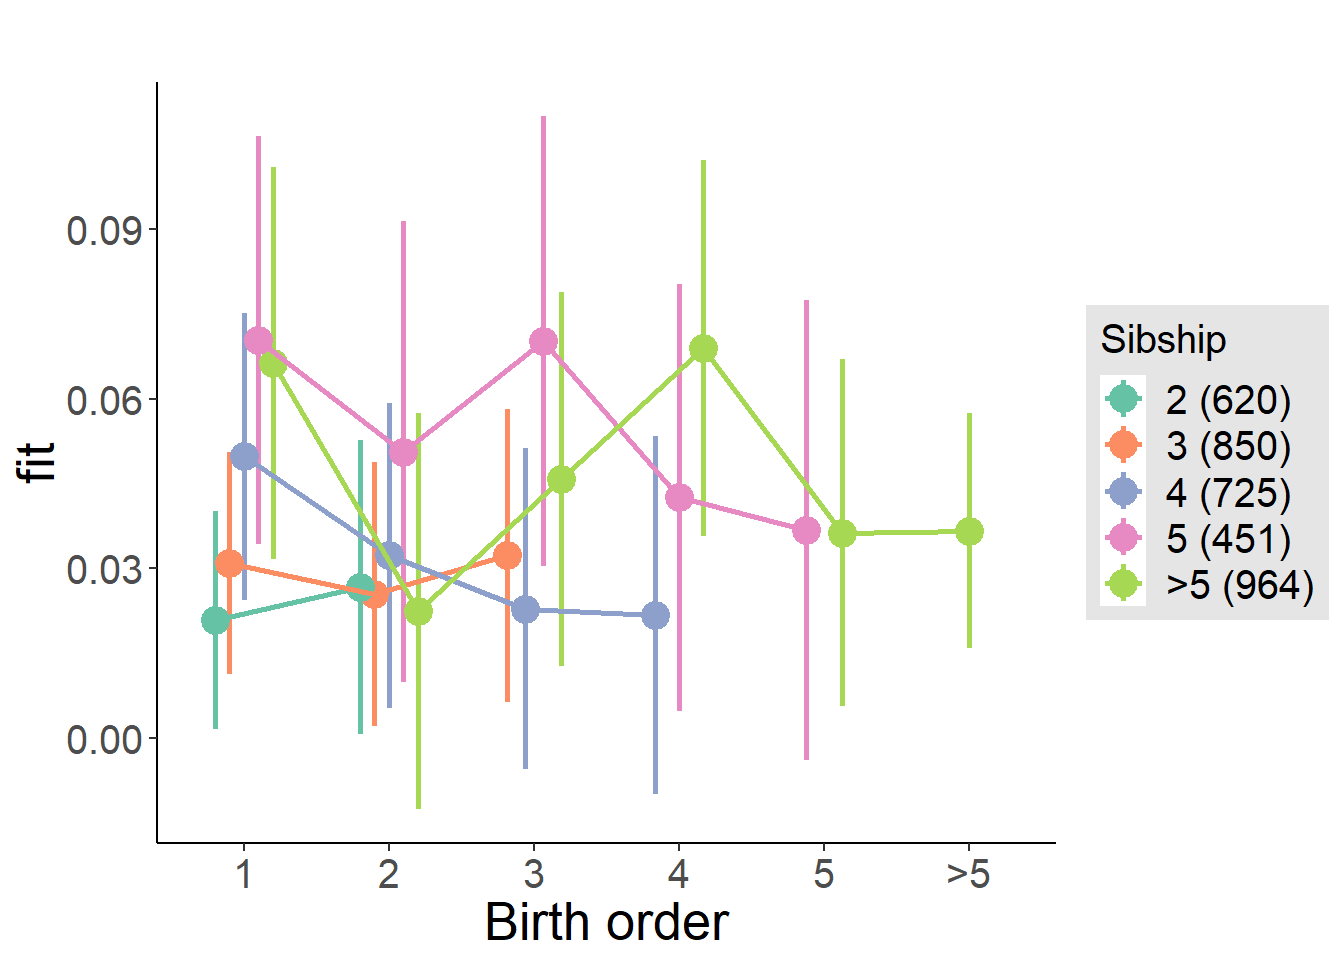 fit
0.09
0.06
0.03
0.00
1 2 3 4 5 >5
Birth order
Sibship
2 (620)
3 (850)
4 (725)
5 (451)
>5 (964)